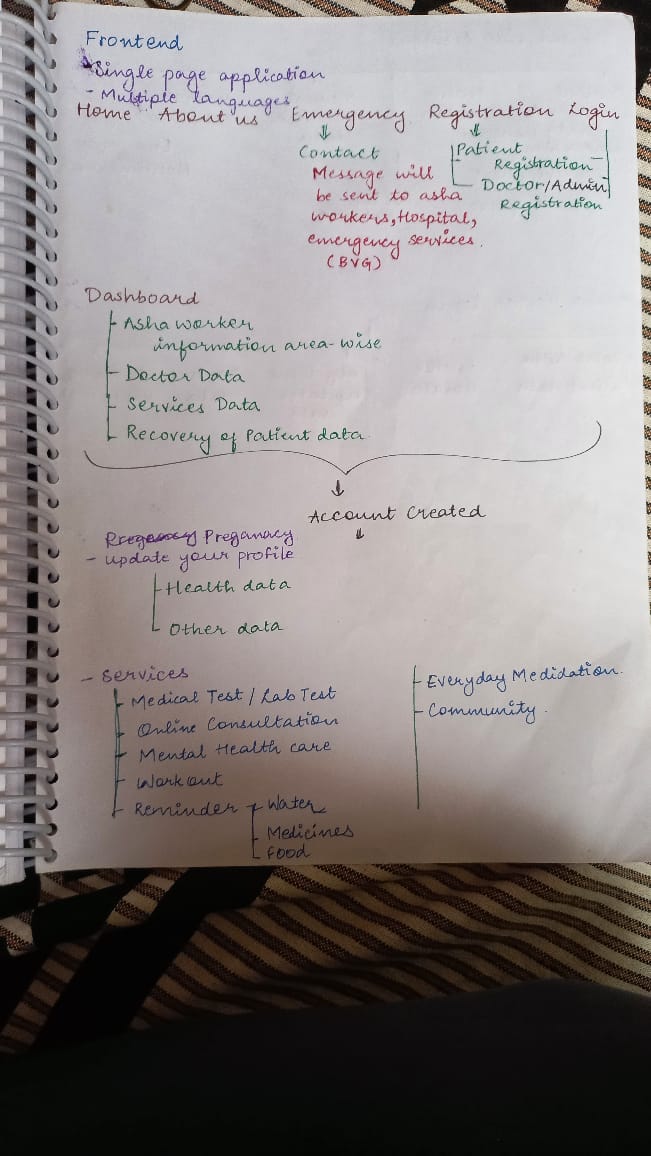 Frontend
Single page application
- Multiple languages
Home About us Emergency Registration Login
Contact
Message will
be sent to asha
workers, Hospital,
emergency services.
(BVG)
Patient
Registration
Doctor/Admin
Registration
Dashboard
Asha worker
information area-wise
Doctor Data
Services Data
Recovery of Patient data.
Account Created
Preganacy
- update your profile
Health data
Other data
- Services
Medical Test / Lab Test
Online Consultation
Mental Health care
Workout
Reminder - Water
Medicines
Food
Everyday Medidation.
Community.